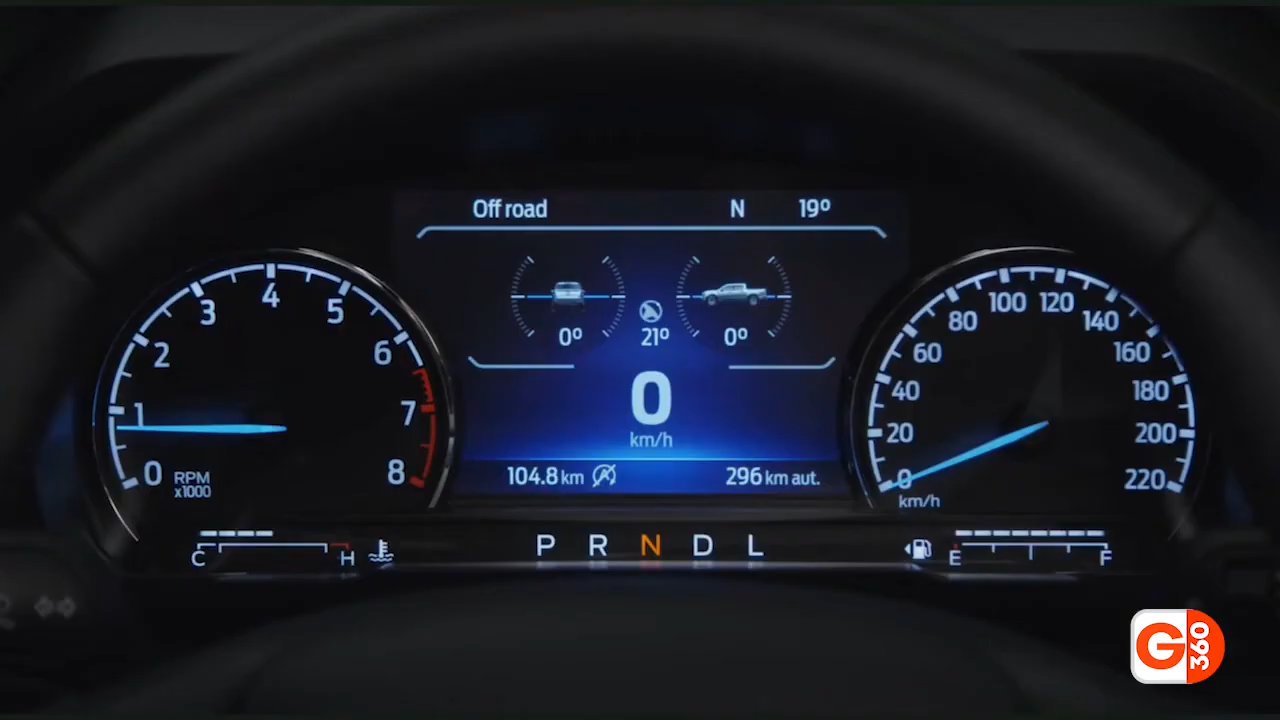 Off road N 19º
0º 21º 0º
0
km/h
104.8 km 296 km aut.
0 1 2 3 4 5 6 7 8
RPM
x1000
0 20 40 60 80 100 120 140 160 180 200 220
km/h
C H
P R N D L
E F
G 360